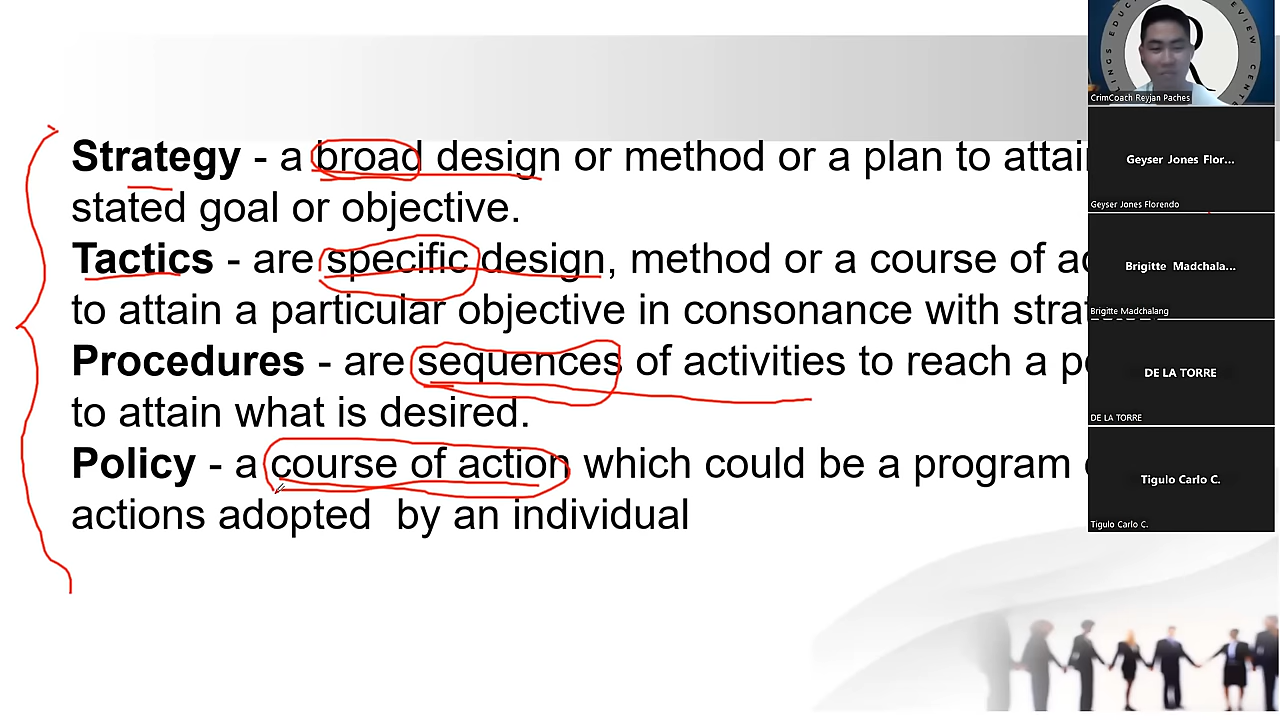 Strategy - a broad design or method or a plan to attai
stated goal or objective.
Tactics - are specific design, method or a course of a
to attain a particular objective in consonance with stra
Procedures - are sequences of activities to reach a p
to attain what is desired.
Policy - a course of action which could be a program
actions adopted by an individual
CrimCoach Reyjan Paches
Geyser Jones Flor...
Geyser Jones Florendo
Brigitte Madchala...
Brigitte Madchalang
DE LA TORRE
DE LA TORRE
Tigulo Carlo C.
Tigulo Carlo C.